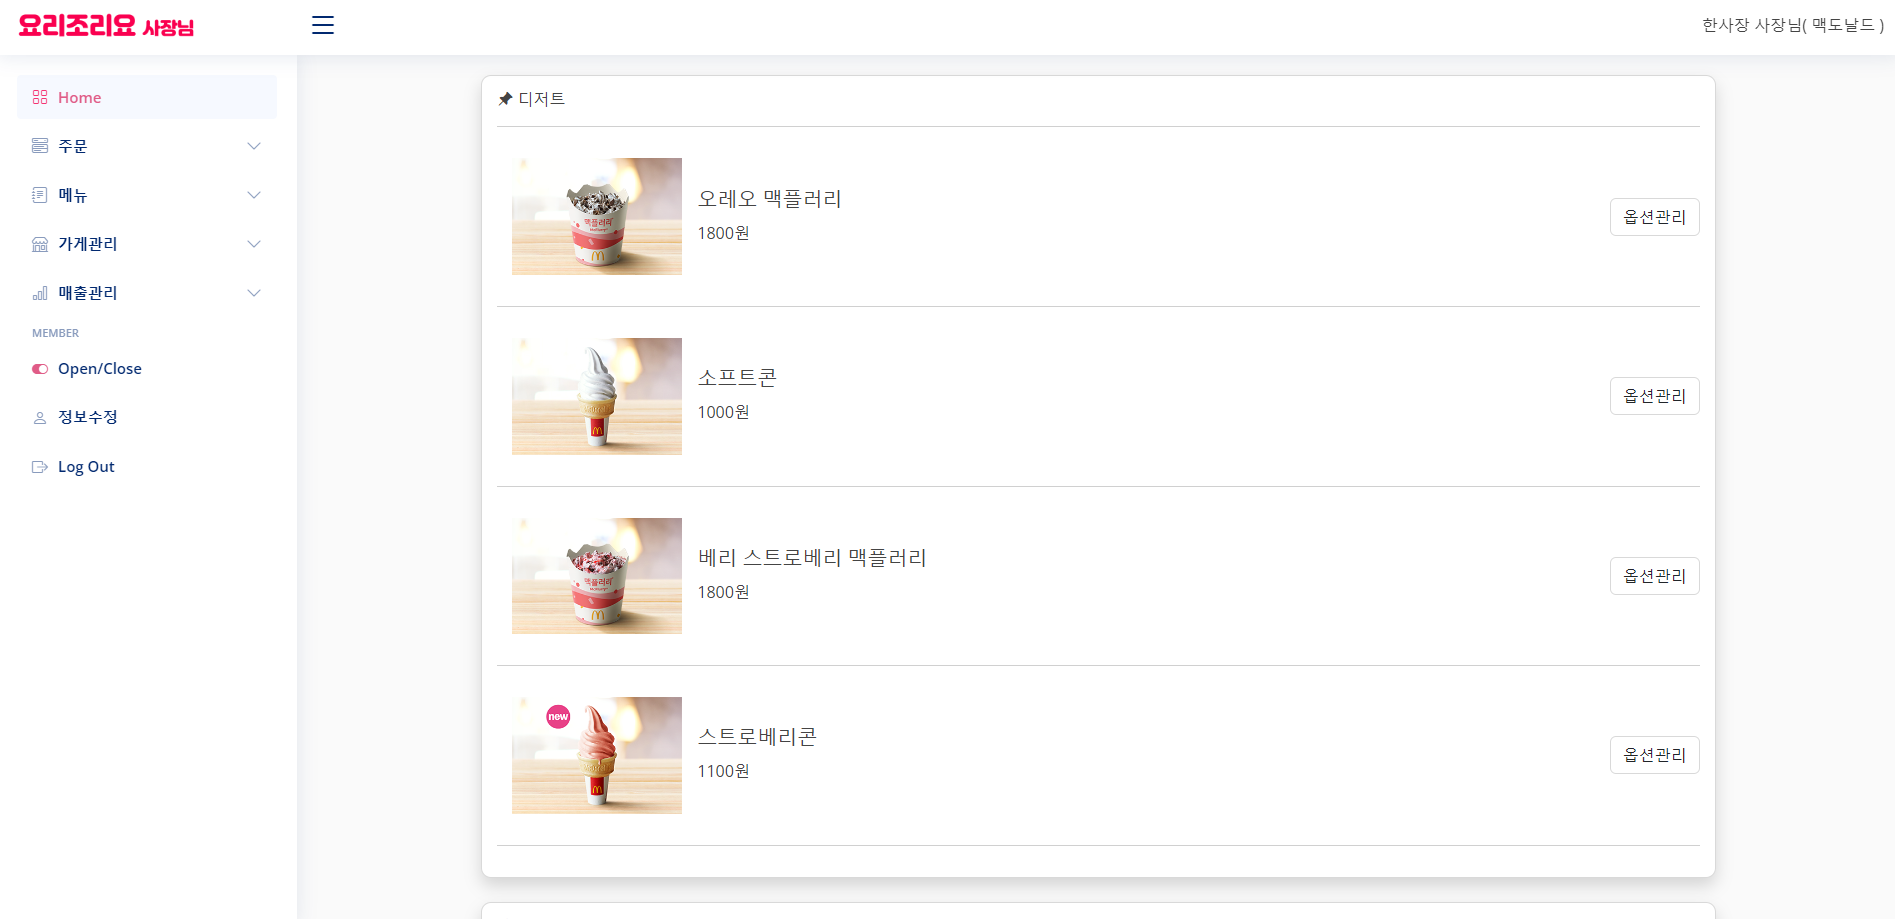 요리조리요 사장님
한사장 사장님( 맥도날드 )
Home
주문
메뉴
가게관리
매출관리
MEMBER
Open/Close
정보수정
Log Out
디저트
맥플러리
McFlurry
오레오 맥플러리
1800원
옵션관리
소프트콘
1000원
옵션관리
맥플러리
McFlurry
베리 스트로베리 맥플러리
1800원
옵션관리
new
스트로베리콘
1100원
옵션관리